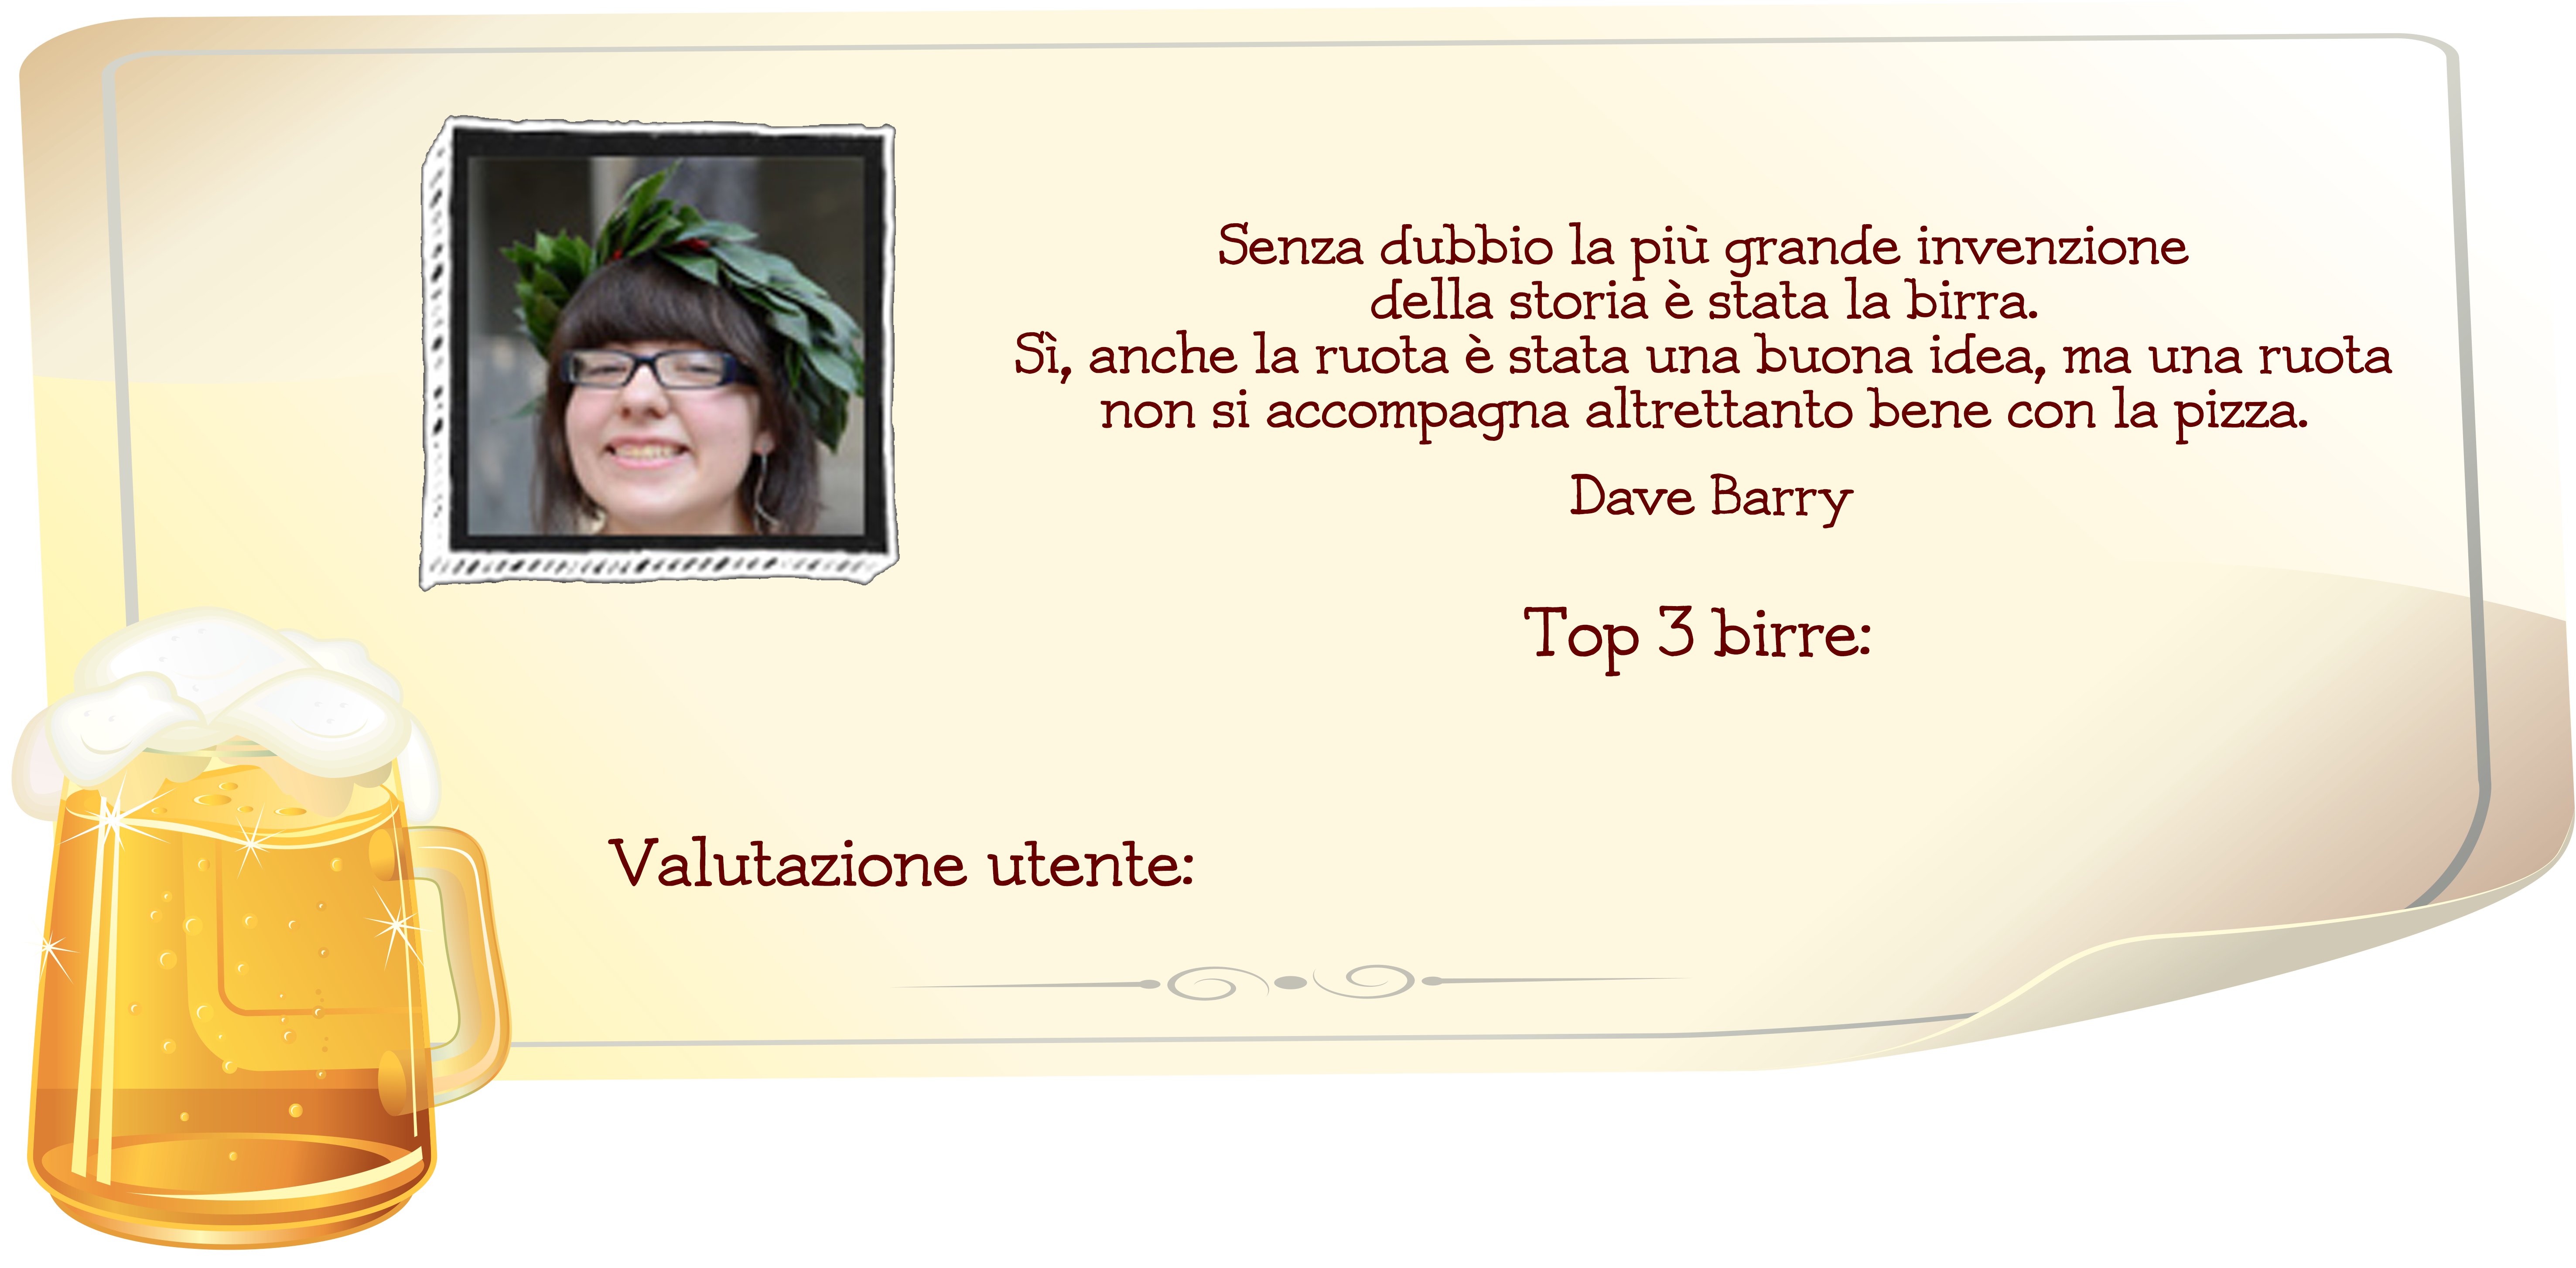 Senza dubbio la più grande invenzione
della storia è stata la birra.
Sì, anche la ruota è stata una buona idea, ma una ruota
non si accompagna altrettanto bene con la pizza.
Dave Barry
Top 3 birre:
Valutazione utente: